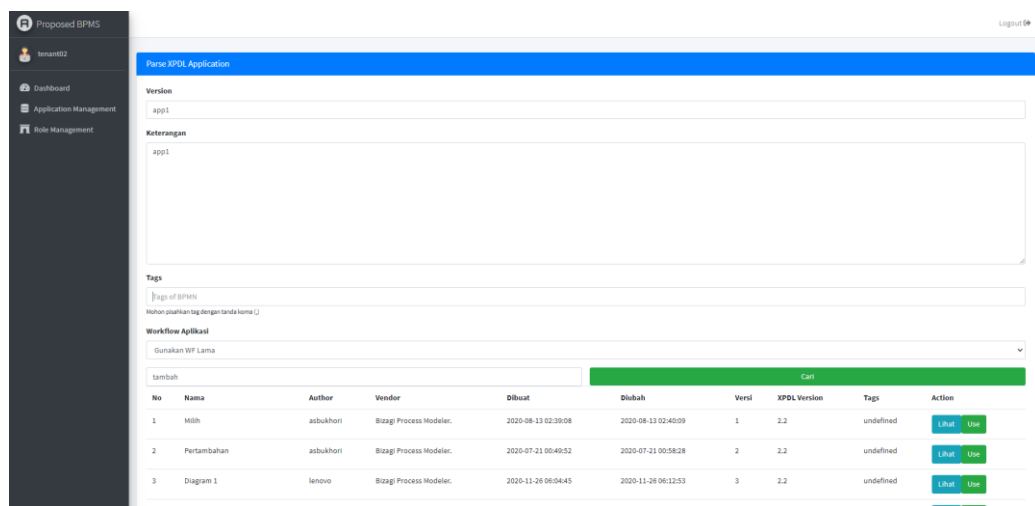 Proposed BPMS
Logout
tenant02
Dashboard
Application Management
Role Management
Parse XPDL Application
Version
app1
Keterangan
app1
Tags
Tags of BPMN
Mohon pisahkan tag dengan tanda koma (,)
Workflow Aplikasi
Gunakan WF Lama
tambah Cari
No Nama Author Vendor Dibuat Diubah Versi XPDL Version Tags Action
1 Milih asbukhori Bizagi Process Modeler. 2020-08-13 02:39:08 2020-08-13 02:40:09 1 2.2 undefined Lihat Use
2 Pertambahan asbukhori Bizagi Process Modeler. 2020-07-21 00:49:52 2020-07-21 00:58:28 2 2.2 undefined Lihat Use
3 Diagram 1 lenovo Bizagi Process Modeler. 2020-11-26 06:04:45 2020-11-26 06:12:53 3 2.2 undefined Lihat Use